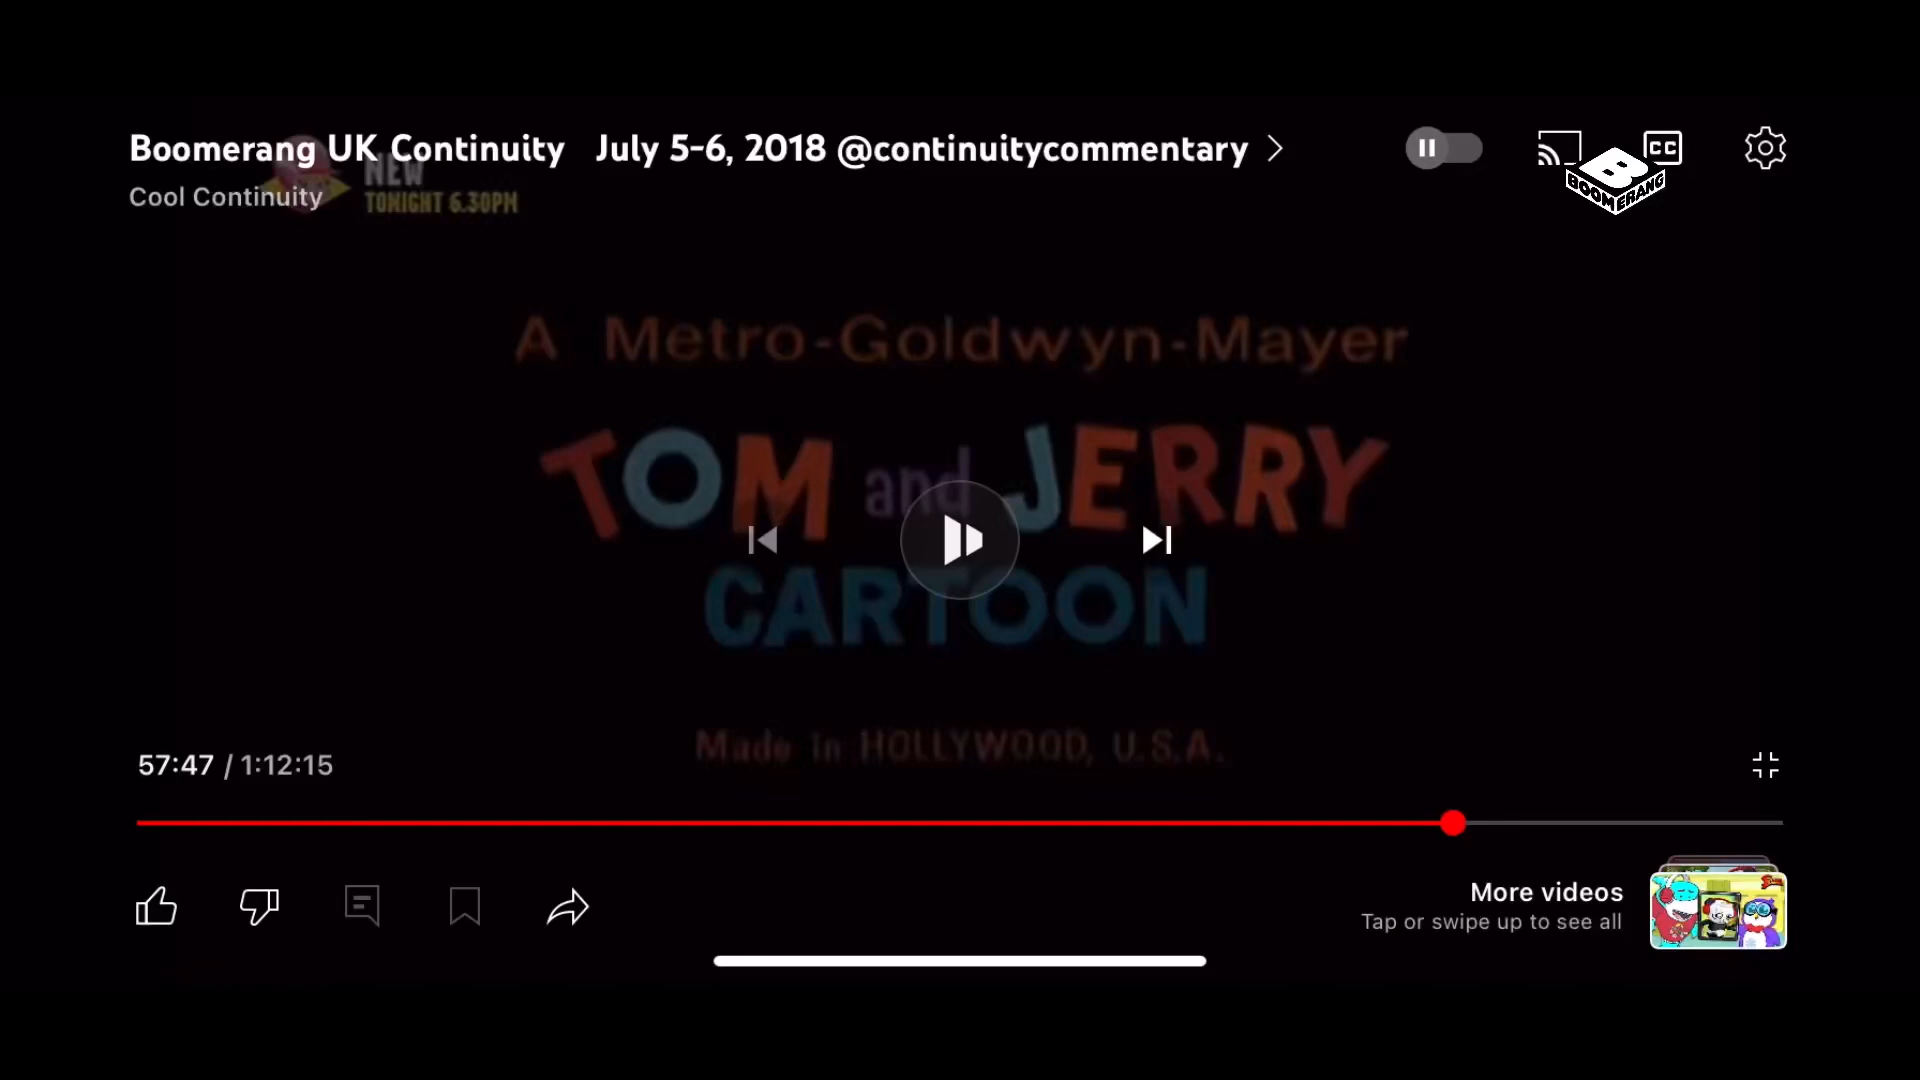 Boomerang UK Continuity July 5-6, 2018 @continuitycommentary
Cool Continuity
NEW
TONIGHT 6.30PM
CC
BOOMERANG
A Metro-Goldwyn-Mayer
TOM and JERRY
CARTOON
Made in HOLLYWOOD, U.S.A.
57:47 / 1:12:15
More videos
Tap or swipe up to see all